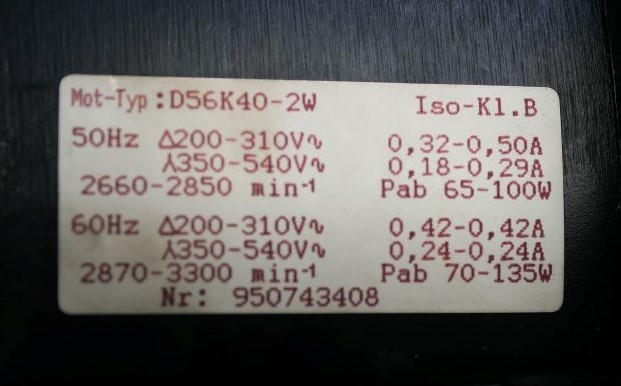 Mot-Typ:D56K40-2W Iso-Kl.B
50Hz Δ200-310V∿ 0,32-0,50A
⅄350-540V∿ 0,18-0,29A
2660-2850 min⁻¹ Pab 65-100W
60Hz Δ200-310V∿ 0,42-0,42A
⅄350-540V∿ 0,24-0,24A
2870-3300 min⁻¹ Pab 70-135W
Nr: 950743408